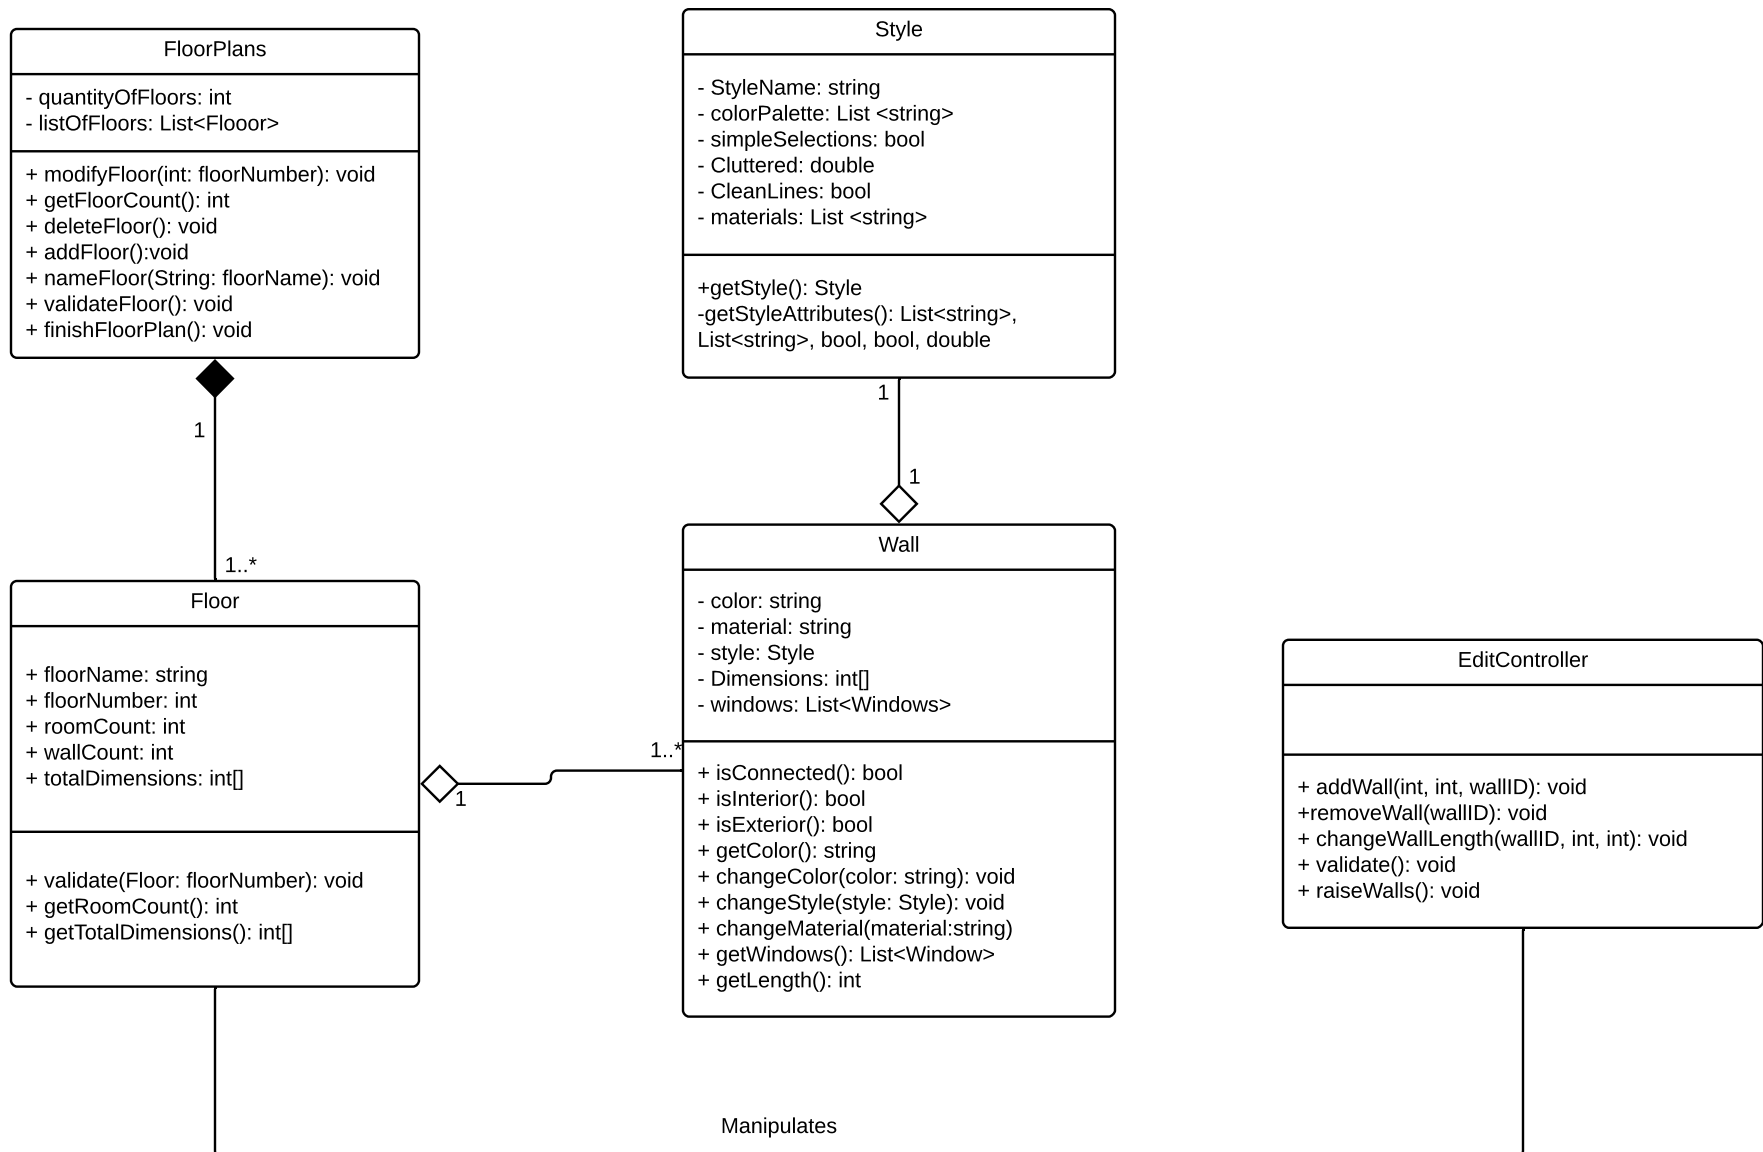 FloorPlans
- quantityOfFloors: int
- listOfFloors: List<Flooor>
+ modifyFloor(int: floorNumber): void
+ getFloorCount(): int
+ deleteFloor(): void
+ addFloor():void
+ nameFloor(String: floorName): void
+ validateFloor(): void
+ finishFloorPlan(): void
1
1..*
Style
- StyleName: string
- colorPalette: List <string>
- simpleSelections: bool
- Cluttered: double
- CleanLines: bool
- materials: List <string>
+getStyle(): Style
-getStyleAttributes(): List<string>,
List<string>, bool, bool, double
1
1
Floor
+ floorName: string
+ floorNumber: int
+ roomCount: int
+ wallCount: int
+ totalDimensions: int[]
+ validate(Floor: floorNumber): void
+ getRoomCount(): int
+ getTotalDimensions(): int[]
1
1..*
Wall
- color: string
- material: string
- style: Style
- Dimensions: int[]
- windows: List<Windows>
+ isConnected(): bool
+ isInterior(): bool
+ isExterior(): bool
+ getColor(): string
+ changeColor(color: string): void
+ changeStyle(style: Style): void
+ changeMaterial(material:string)
+ getWindows(): List<Window>
+ getLength(): int
EditController
+ addWall(int, int, wallID): void
+removeWall(wallID): void
+ changeWallLength(wallID, int, int): void
+ validate(): void
+ raiseWalls(): void
Manipulates